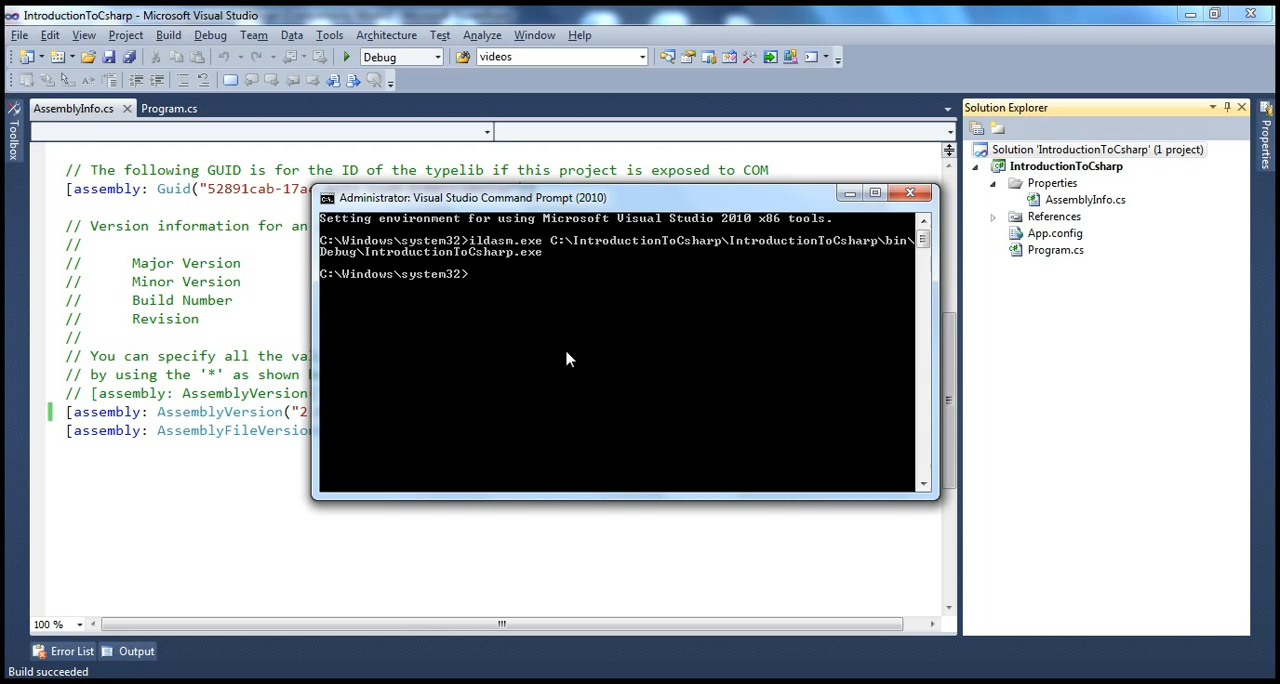 IntroductionToCsharp - Microsoft Visual Studio
File Edit View Project Build Debug Team Data Tools Architecture Test Analyze Window Help
Debug videos
AssemblyInfo.cs Program.cs
Toolbox
// The following GUID is for the ID of the typelib if this project is exposed to COM
[assembly: Guid("52891cab-17a
// Version information for an
//
// Major Version
// Minor Version
// Build Number
// Revision
//
// You can specify all the va
// by using the '*' as shown
// [assembly: AssemblyVersion
[assembly: AssemblyVersion("2
[assembly: AssemblyFileVersion
100 %
Administrator: Visual Studio Command Prompt (2010)
Setting environment for using Microsoft Visual Studio 2010 x86 tools.
C:\Windows\system32>ildasm.exe C:\IntroductionToCsharp\IntroductionToCsharp\bin\
Debug\IntroductionToCsharp.exe
C:\Windows\system32>
Solution Explorer
Solution 'IntroductionToCsharp' (1 project)
IntroductionToCsharp
Properties
AssemblyInfo.cs
References
App.config
Program.cs
Properties
Error List Output
Build succeeded